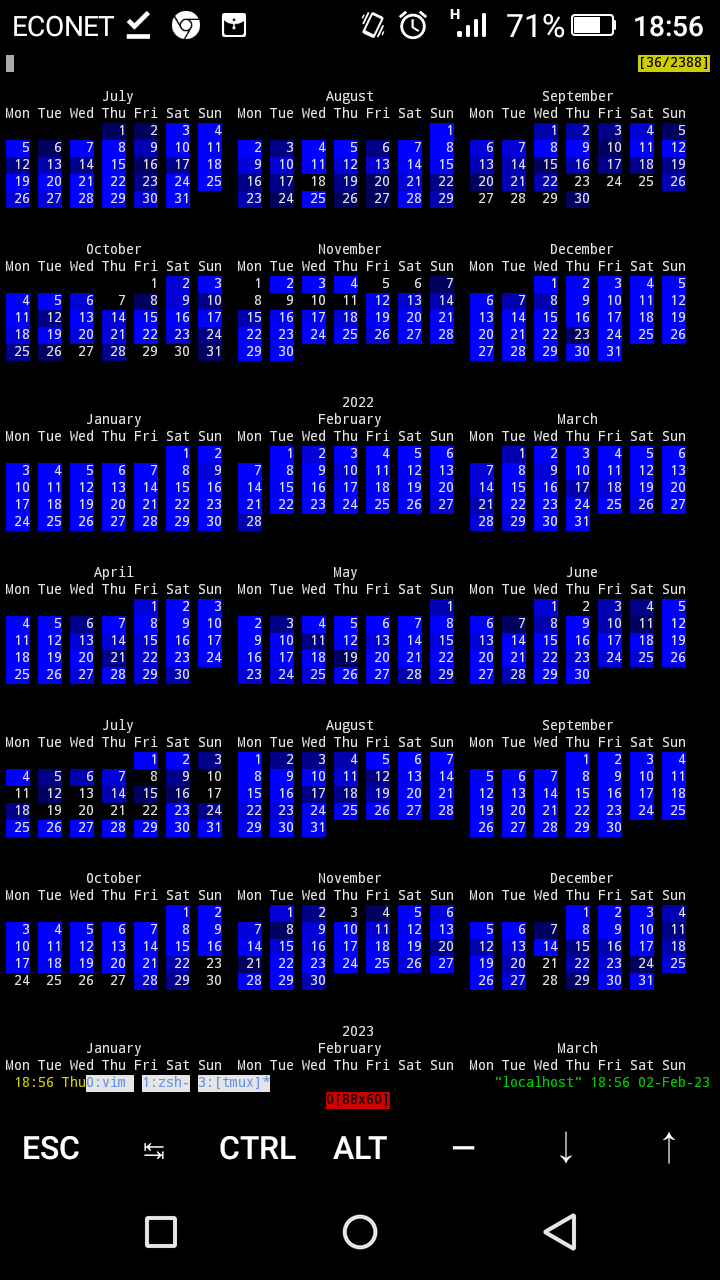 ECONET H 71% 18:56
[36/2388]
July August September
Mon Tue Wed Thu Fri Sat Sun Mon Tue Wed Thu Fri Sat Sun Mon Tue Wed Thu Fri Sat Sun
1 2 3 4 1 1 2 3 4 5
5 6 7 8 9 10 11 2 3 4 5 6 7 8 6 7 8 9 10 11 12
12 13 14 15 16 17 18 9 10 11 12 13 14 15 13 14 15 16 17 18 19
19 20 21 22 23 24 25 16 17 18 19 20 21 22 20 21 22 23 24 25 26
26 27 28 29 30 31 23 24 25 26 27 28 29 27 28 29 30
October November December
Mon Tue Wed Thu Fri Sat Sun Mon Tue Wed Thu Fri Sat Sun Mon Tue Wed Thu Fri Sat Sun
1 2 3 1 2 3 4 5 6 7 1 2 3 4 5
4 5 6 7 8 9 10 8 9 10 11 12 13 14 6 7 8 9 10 11 12
11 12 13 14 15 16 17 15 16 17 18 19 20 21 13 14 15 16 17 18 19
18 19 20 21 22 23 24 22 23 24 25 26 27 28 20 21 22 23 24 25 26
25 26 27 28 29 30 31 29 30 27 28 29 30 31
2022
January February March
Mon Tue Wed Thu Fri Sat Sun Mon Tue Wed Thu Fri Sat Sun Mon Tue Wed Thu Fri Sat Sun
1 2 1 2 3 4 5 6 1 2 3 4 5 6
3 4 5 6 7 8 9 7 8 9 10 11 12 13 7 8 9 10 11 12 13
10 11 12 13 14 15 16 14 15 16 17 18 19 20 14 15 16 17 18 19 20
17 18 19 20 21 22 23 21 22 23 24 25 26 27 21 22 23 24 25 26 27
24 25 26 27 28 29 30 28 28 29 30 31
April May June
Mon Tue Wed Thu Fri Sat Sun Mon Tue Wed Thu Fri Sat Sun Mon Tue Wed Thu Fri Sat Sun
1 2 3 1 1 2 3 4 5
4 5 6 7 8 9 10 2 3 4 5 6 7 8 6 7 8 9 10 11 12
11 12 13 14 15 16 17 9 10 11 12 13 14 15 13 14 15 16 17 18 19
18 19 20 21 22 23 24 16 17 18 19 20 21 22 20 21 22 23 24 25 26
25 26 27 28 29 30 23 24 25 26 27 28 29 27 28 29 30
July August September
Mon Tue Wed Thu Fri Sat Sun Mon Tue Wed Thu Fri Sat Sun Mon Tue Wed Thu Fri Sat Sun
1 2 3 1 2 3 4 5 6 7 1 2 3 4
4 5 6 7 8 9 10 8 9 10 11 12 13 14 5 6 7 8 9 10 11
11 12 13 14 15 16 17 15 16 17 18 19 20 21 12 13 14 15 16 17 18
18 19 20 21 22 23 24 22 23 24 25 26 27 28 19 20 21 22 23 24 25
25 26 27 28 29 30 31 29 30 31 26 27 28 29 30
October November December
Mon Tue Wed Thu Fri Sat Sun Mon Tue Wed Thu Fri Sat Sun Mon Tue Wed Thu Fri Sat Sun
1 2 1 2 3 4 5 6 1 2 3 4
3 4 5 6 7 8 9 7 8 9 10 11 12 13 5 6 7 8 9 10 11
10 11 12 13 14 15 16 14 15 16 17 18 19 20 12 13 14 15 16 17 18
17 18 19 20 21 22 23 21 22 23 24 25 26 27 19 20 21 22 23 24 25
24 25 26 27 28 29 30 28 29 30 26 27 28 29 30 31
2023
January February March
Mon Tue Wed Thu Fri Sat Sun Mon Tue Wed Thu Fri Sat Sun Mon Tue Wed Thu Fri Sat Sun
18:56 Thu0:vim 1:zsh- 3:[tmux]* "localhost" 18:56 02-Feb-23
0[88x60]
ESC ↹ CTRL ALT – ↓ ↑